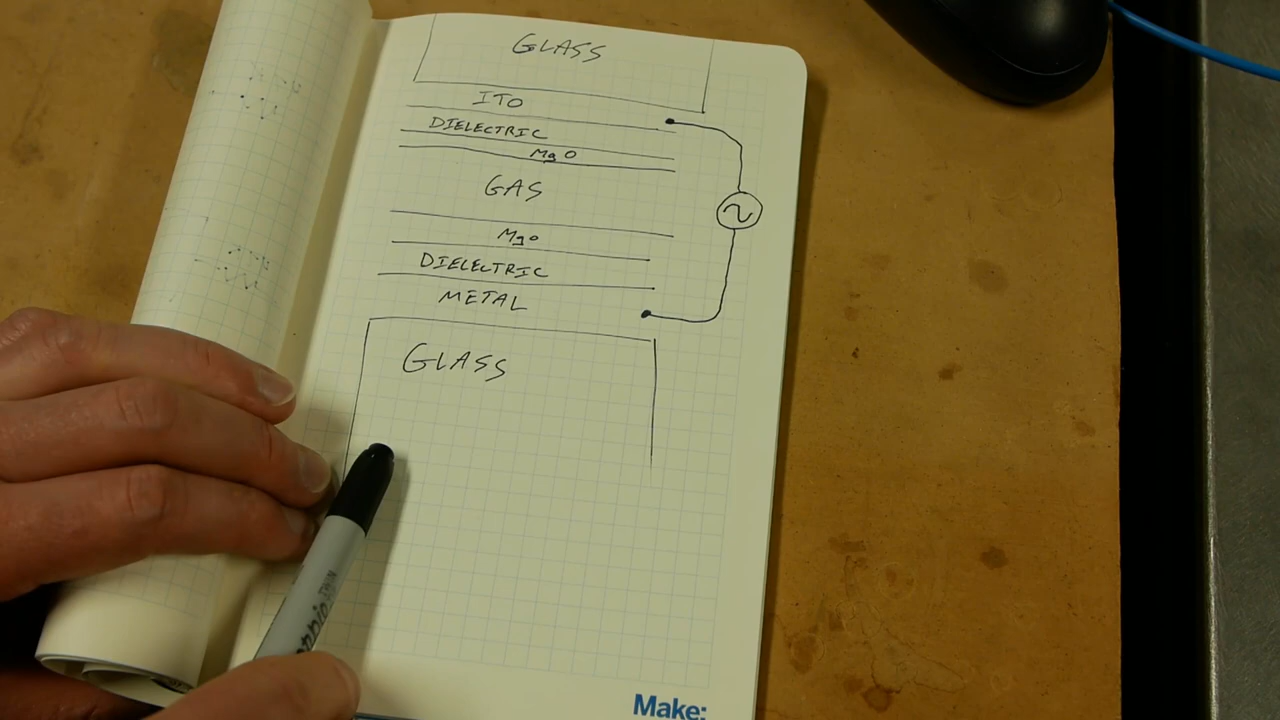 GLASS
ITO
DIELECTRIC
MgO
GAS
MgO
DIELECTRIC
METAL
GLASS
Make: